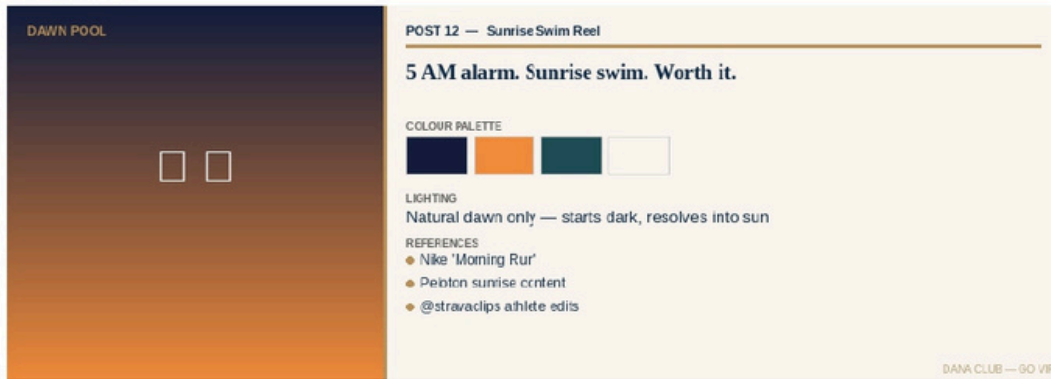 DAWN POOL
POST 12 — Sunrise Swim Reel
5 AM alarm. Sunrise swim. Worth it.
COLOUR PALETTE
LIGHTING
Natural dawn only — starts dark, resolves into sun
REFERENCES
Nike 'Morning Run'
Peloton sunrise content
@stravaclips athlete edits
DANA CLUB — GO VIR